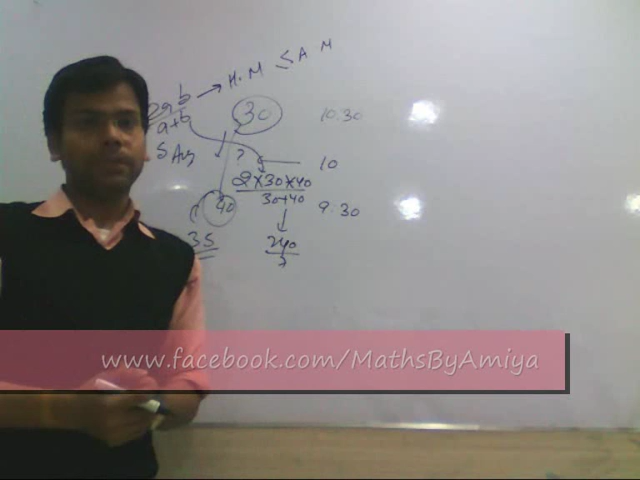 2ab → H.M ≤ A M
a+b
30 10.30
S Avg
? 10
2×30×40
30+40
40 9.30
35 240
7
www.facebook.com/MathsByAmiya